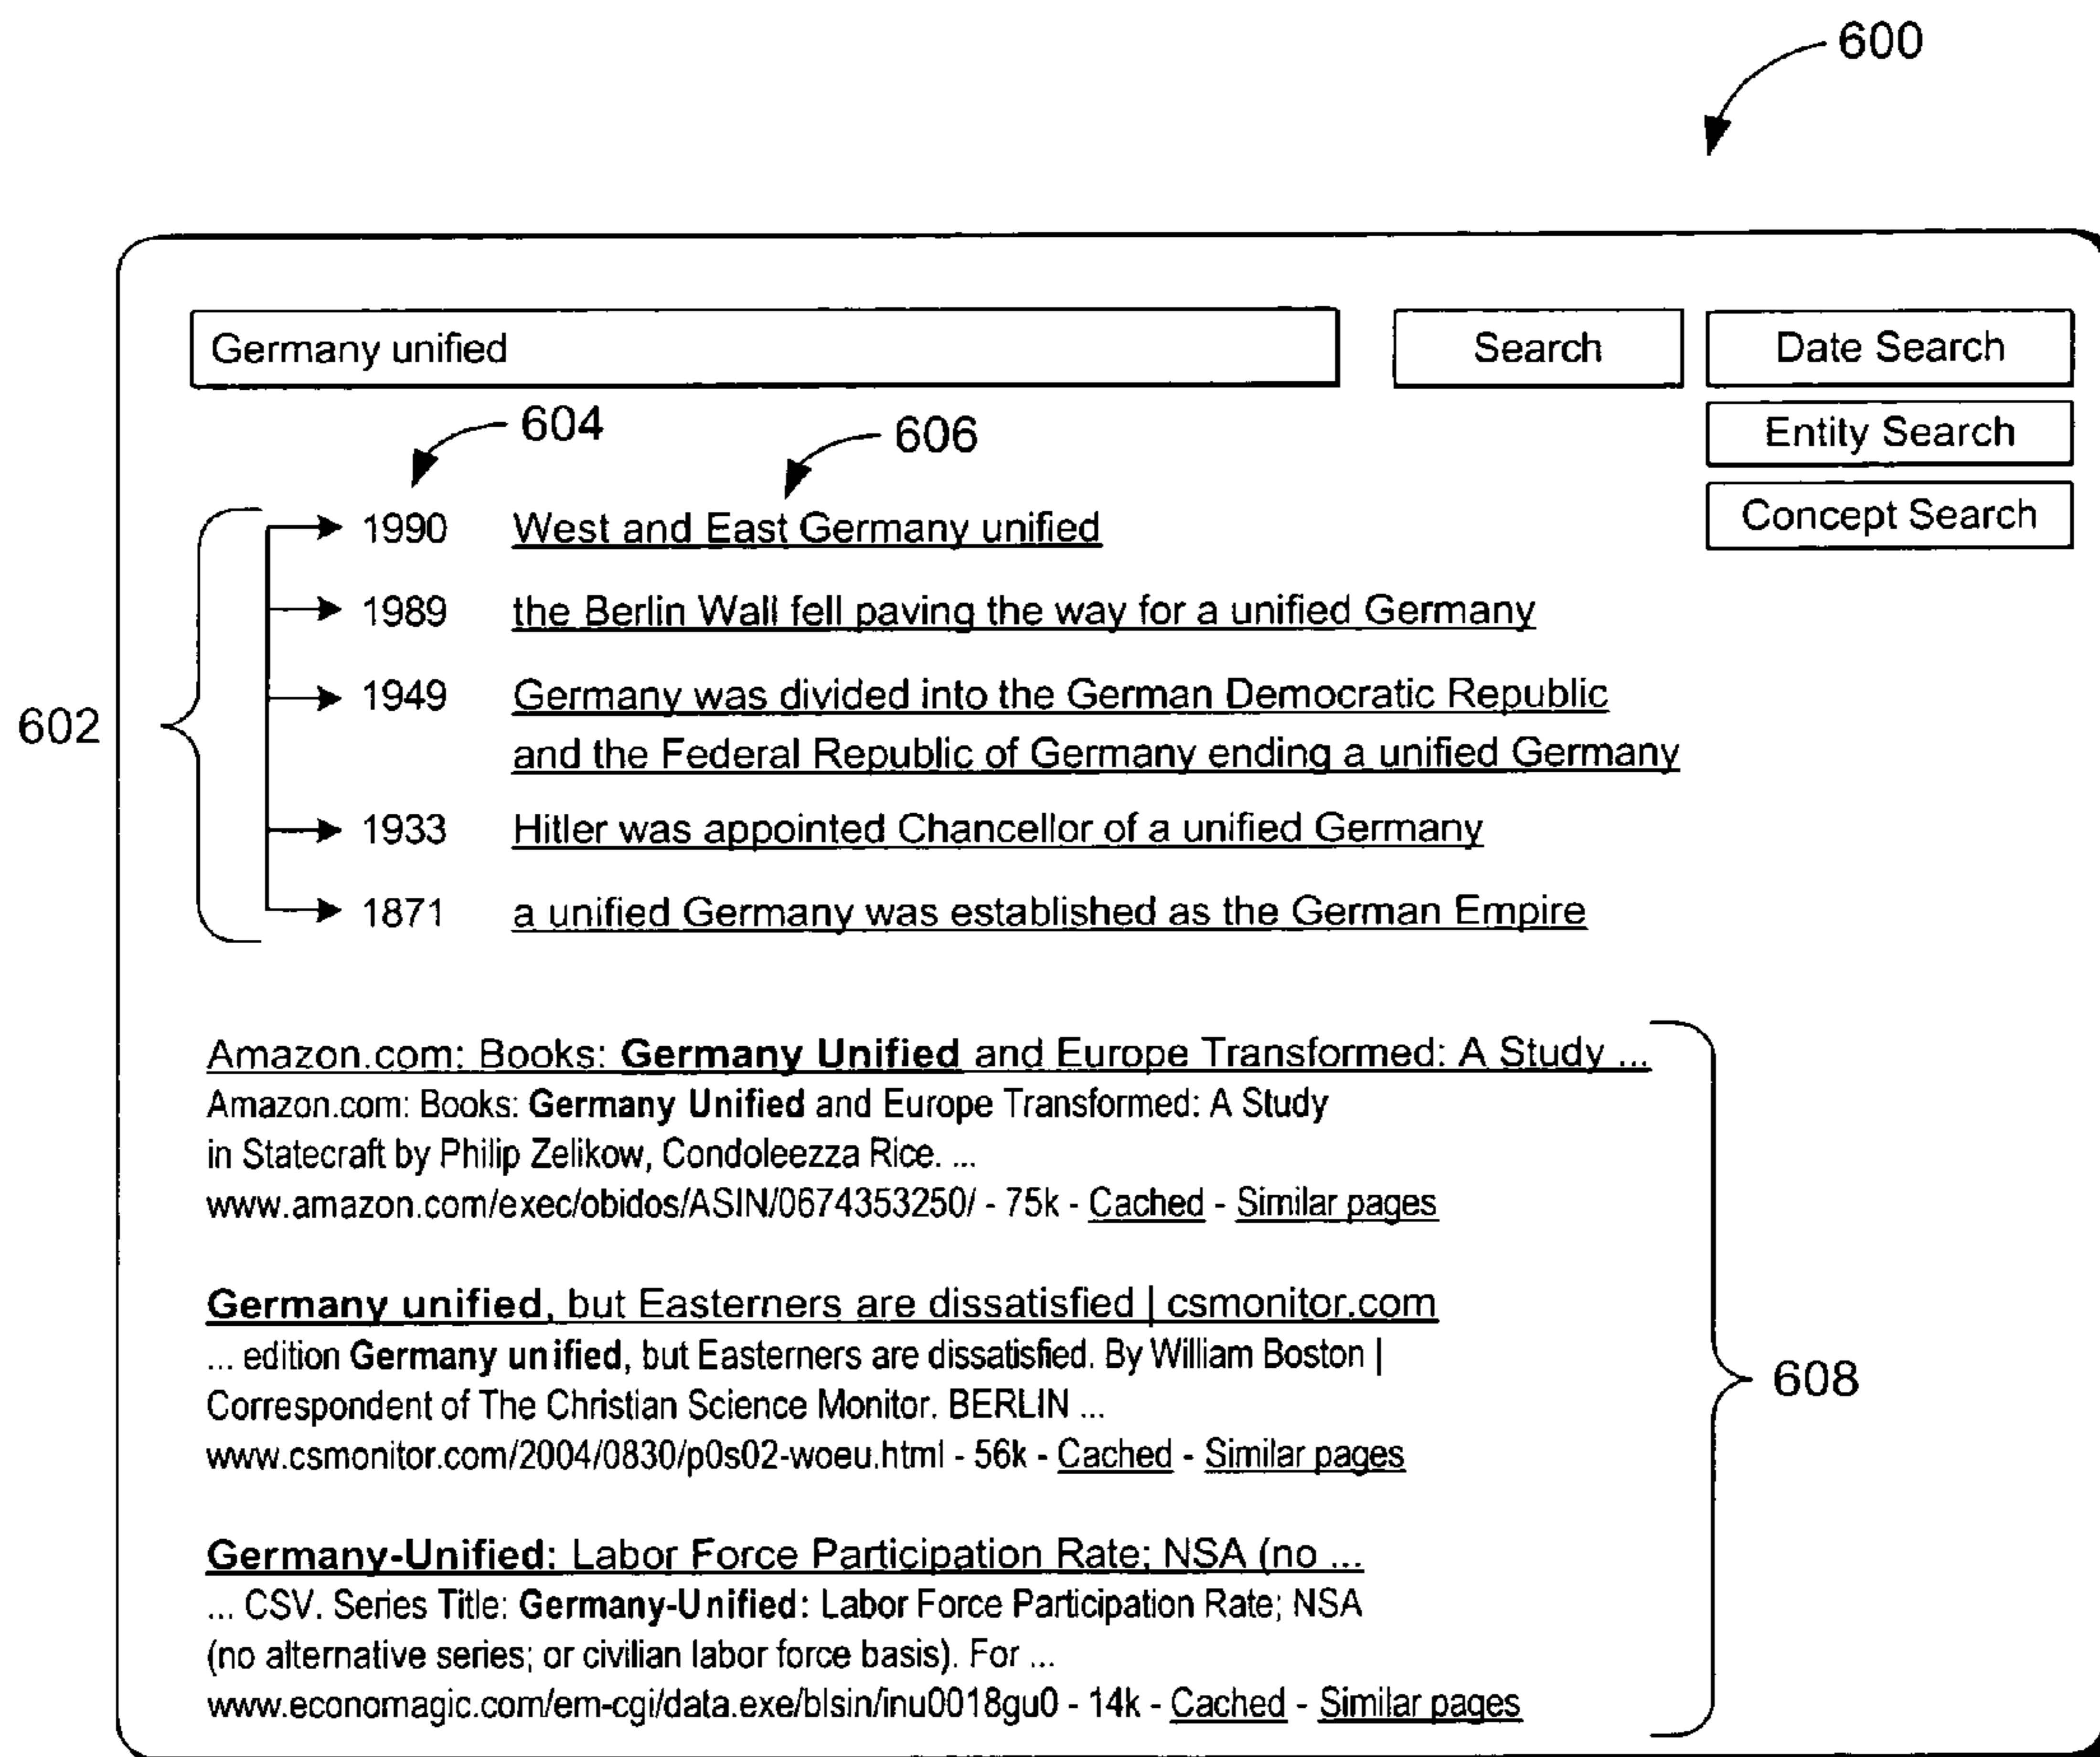 600
Germany unified
Search
Date Search
Entity Search
Concept Search
604
606
602
1990 West and East Germany unified
1989 the Berlin Wall fell paving the way for a unified Germany
1949 Germany was divided into the German Democratic Republic
and the Federal Republic of Germany ending a unified Germany
1933 Hitler was appointed Chancellor of a unified Germany
1871 a unified Germany was established as the German Empire
Amazon.com: Books: Germany Unified and Europe Transformed: A Study ...
Amazon.com: Books: Germany Unified and Europe Transformed: A Study
in Statecraft by Philip Zelikow, Condoleezza Rice. ...
www.amazon.com/exec/obidos/ASIN/0674353250/ - 75k - Cached - Similar pages
Germany unified, but Easterners are dissatisfied | csmonitor.com
... edition Germany unified, but Easterners are dissatisfied. By William Boston |
Correspondent of The Christian Science Monitor. BERLIN ...
www.csmonitor.com/2004/0830/p0s02-woeu.html - 56k - Cached - Similar pages
608
Germany-Unified: Labor Force Participation Rate; NSA (no ...
... CSV. Series Title: Germany-Unified: Labor Force Participation Rate; NSA
(no alternative series; or civilian labor force basis). For ...
www.economagic.com/em-cgi/data.exe/blsin/inu0018gu0 - 14k - Cached - Similar pages